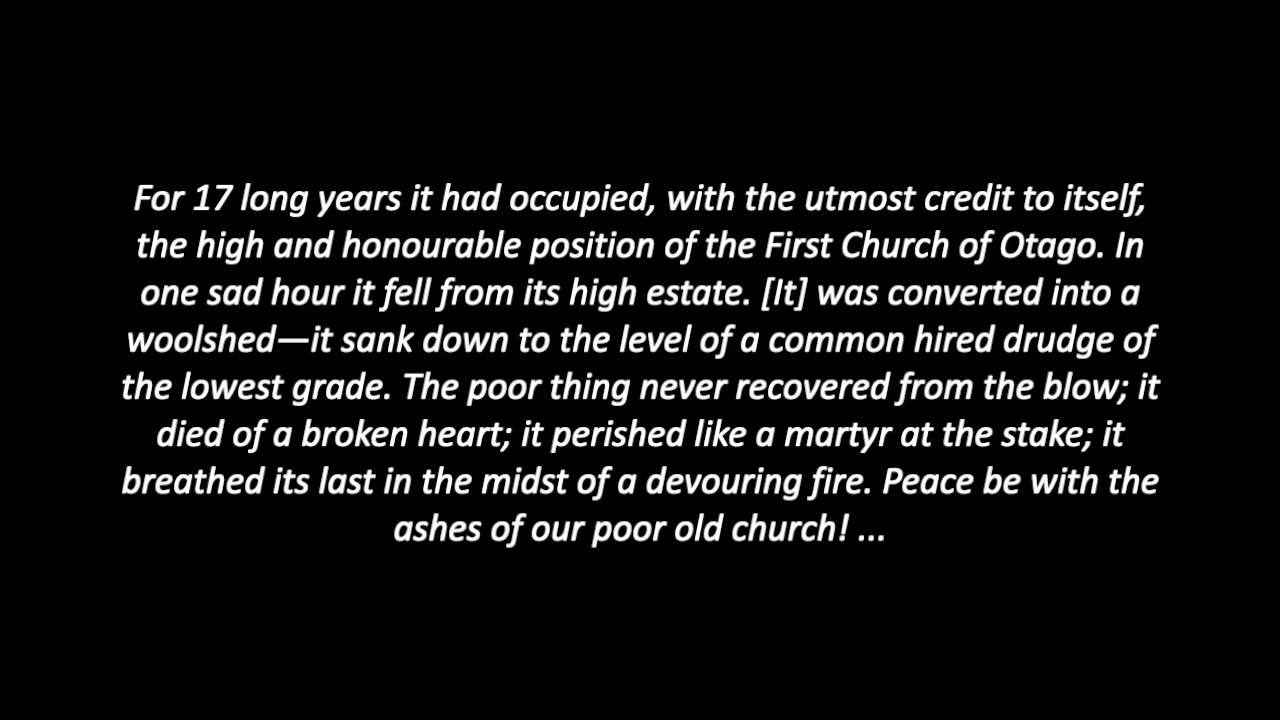 For 17 long years it had occupied, with the utmost credit to itself,
the high and honourable position of the First Church of Otago. In
one sad hour it fell from its high estate. [It] was converted into a
woolshed—it sank down to the level of a common hired drudge of
the lowest grade. The poor thing never recovered from the blow; it
died of a broken heart; it perished like a martyr at the stake; it
breathed its last in the midst of a devouring fire. Peace be with the
ashes of our poor old church! ...